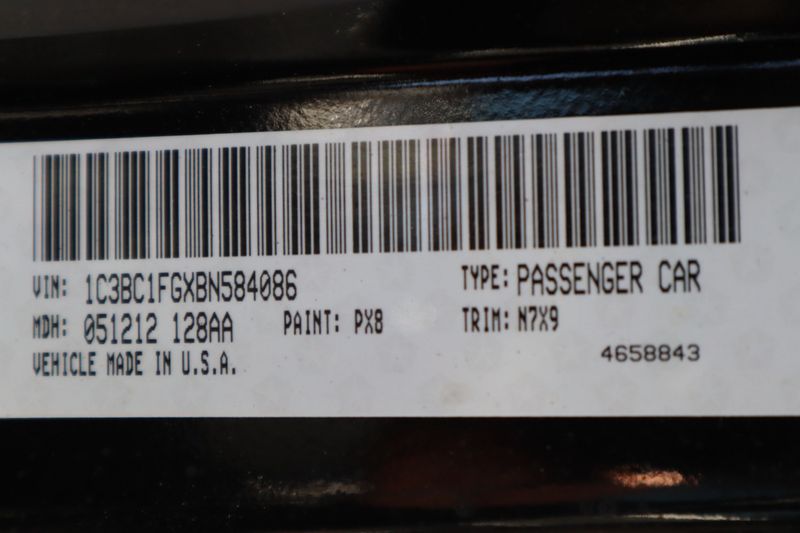 VIN: 1C3BC1FGXBN584086 TYPE: PASSENGER CAR
MDH: 051212 128AA PAINT: PX8 TRIM: N7X9
VEHICLE MADE IN U.S.A. 4658843